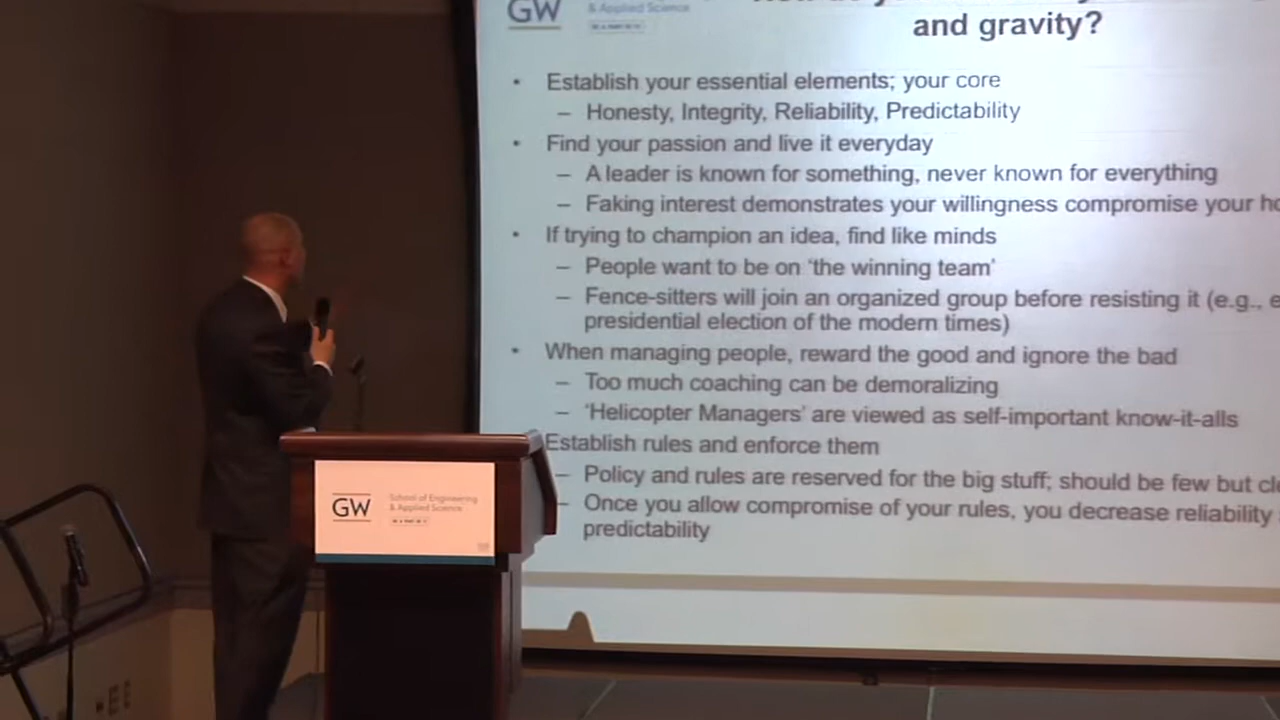 GW
& Applied Science
and gravity?
• Establish your essential elements; your core
– Honesty, Integrity, Reliability, Predictability
• Find your passion and live it everyday
– A leader is known for something, never known for everything
– Faking interest demonstrates your willingness compromise your
• If trying to champion an idea, find like minds
– People want to be on ‘the winning team’
– Fence-sitters will join an organized group before resisting it (e.g.,
presidential election of the modern times)
• When managing people, reward the good and ignore the bad
– Too much coaching can be demoralizing
– ‘Helicopter Managers’ are viewed as self-important know-it-alls
Establish rules and enforce them
– Policy and rules are reserved for the big stuff; should be few but
– Once you allow compromise of your rules, you decrease reliability
predictability
GW
School of Engineering
& Applied Science